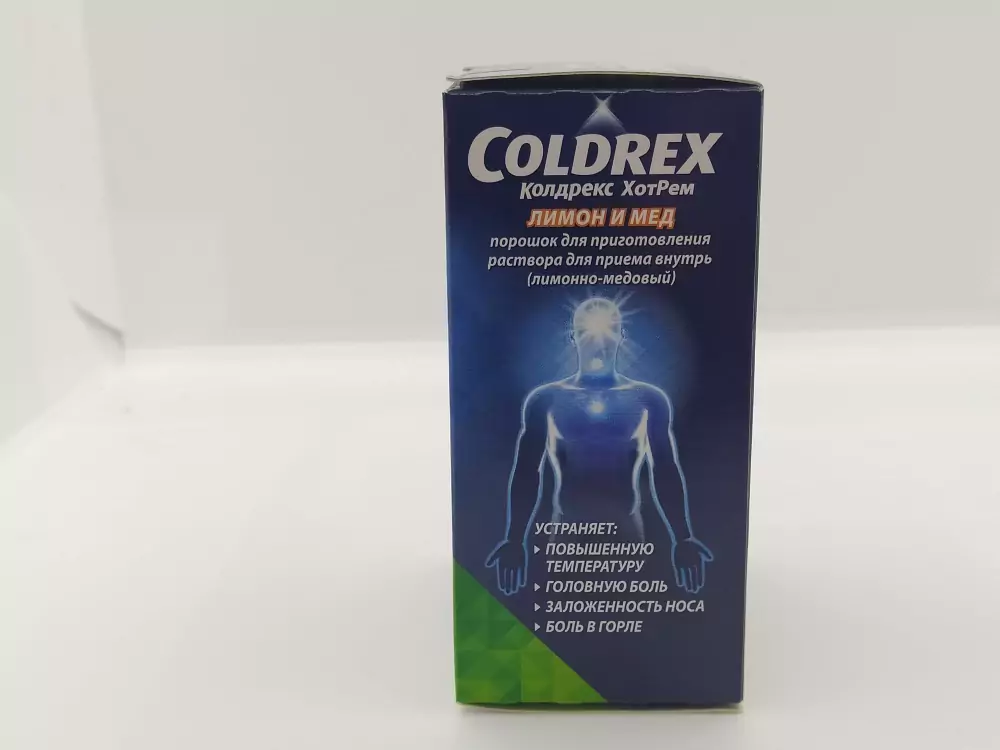 COLDREX
Колдрекс ХотРем
ЛИМОН И МЕД
порошок для приготовления
раствора для приема внутрь
(лимонно-медовый)
УСТРАНЯЕТ:
ПОВЫШЕННУЮ
ТЕМПЕРАТУРУ
ГОЛОВНУЮ БОЛЬ
ЗАЛОЖЕННОСТЬ НОСА
БОЛЬ В ГОРЛЕ